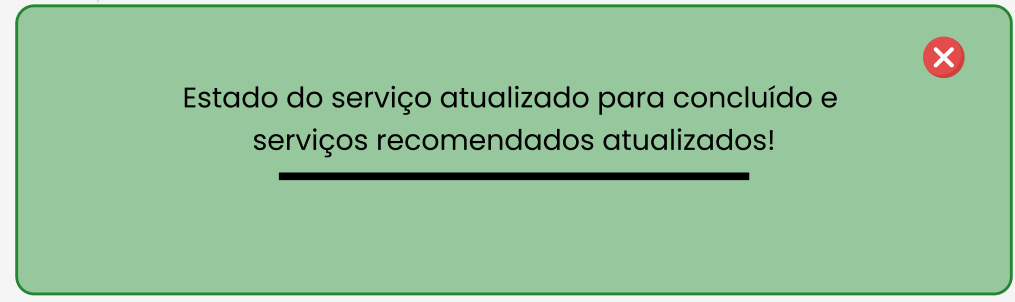 Estado do serviço atualizado para concluído e
serviços recomendados atualizados!